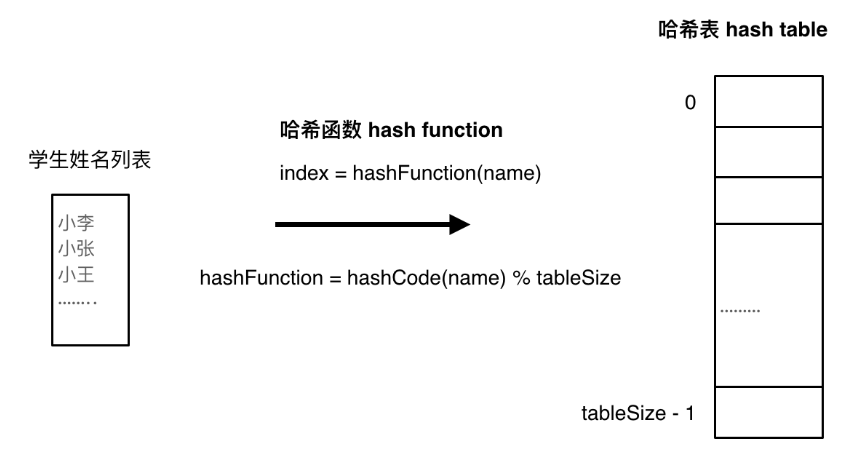 哈希表 hash table
0
哈希函数 hash function
学生姓名列表
index = hashFunction(name)
小李
小张
小王
........
hashFunction = hashCode(name) % tableSize
.........
tableSize - 1